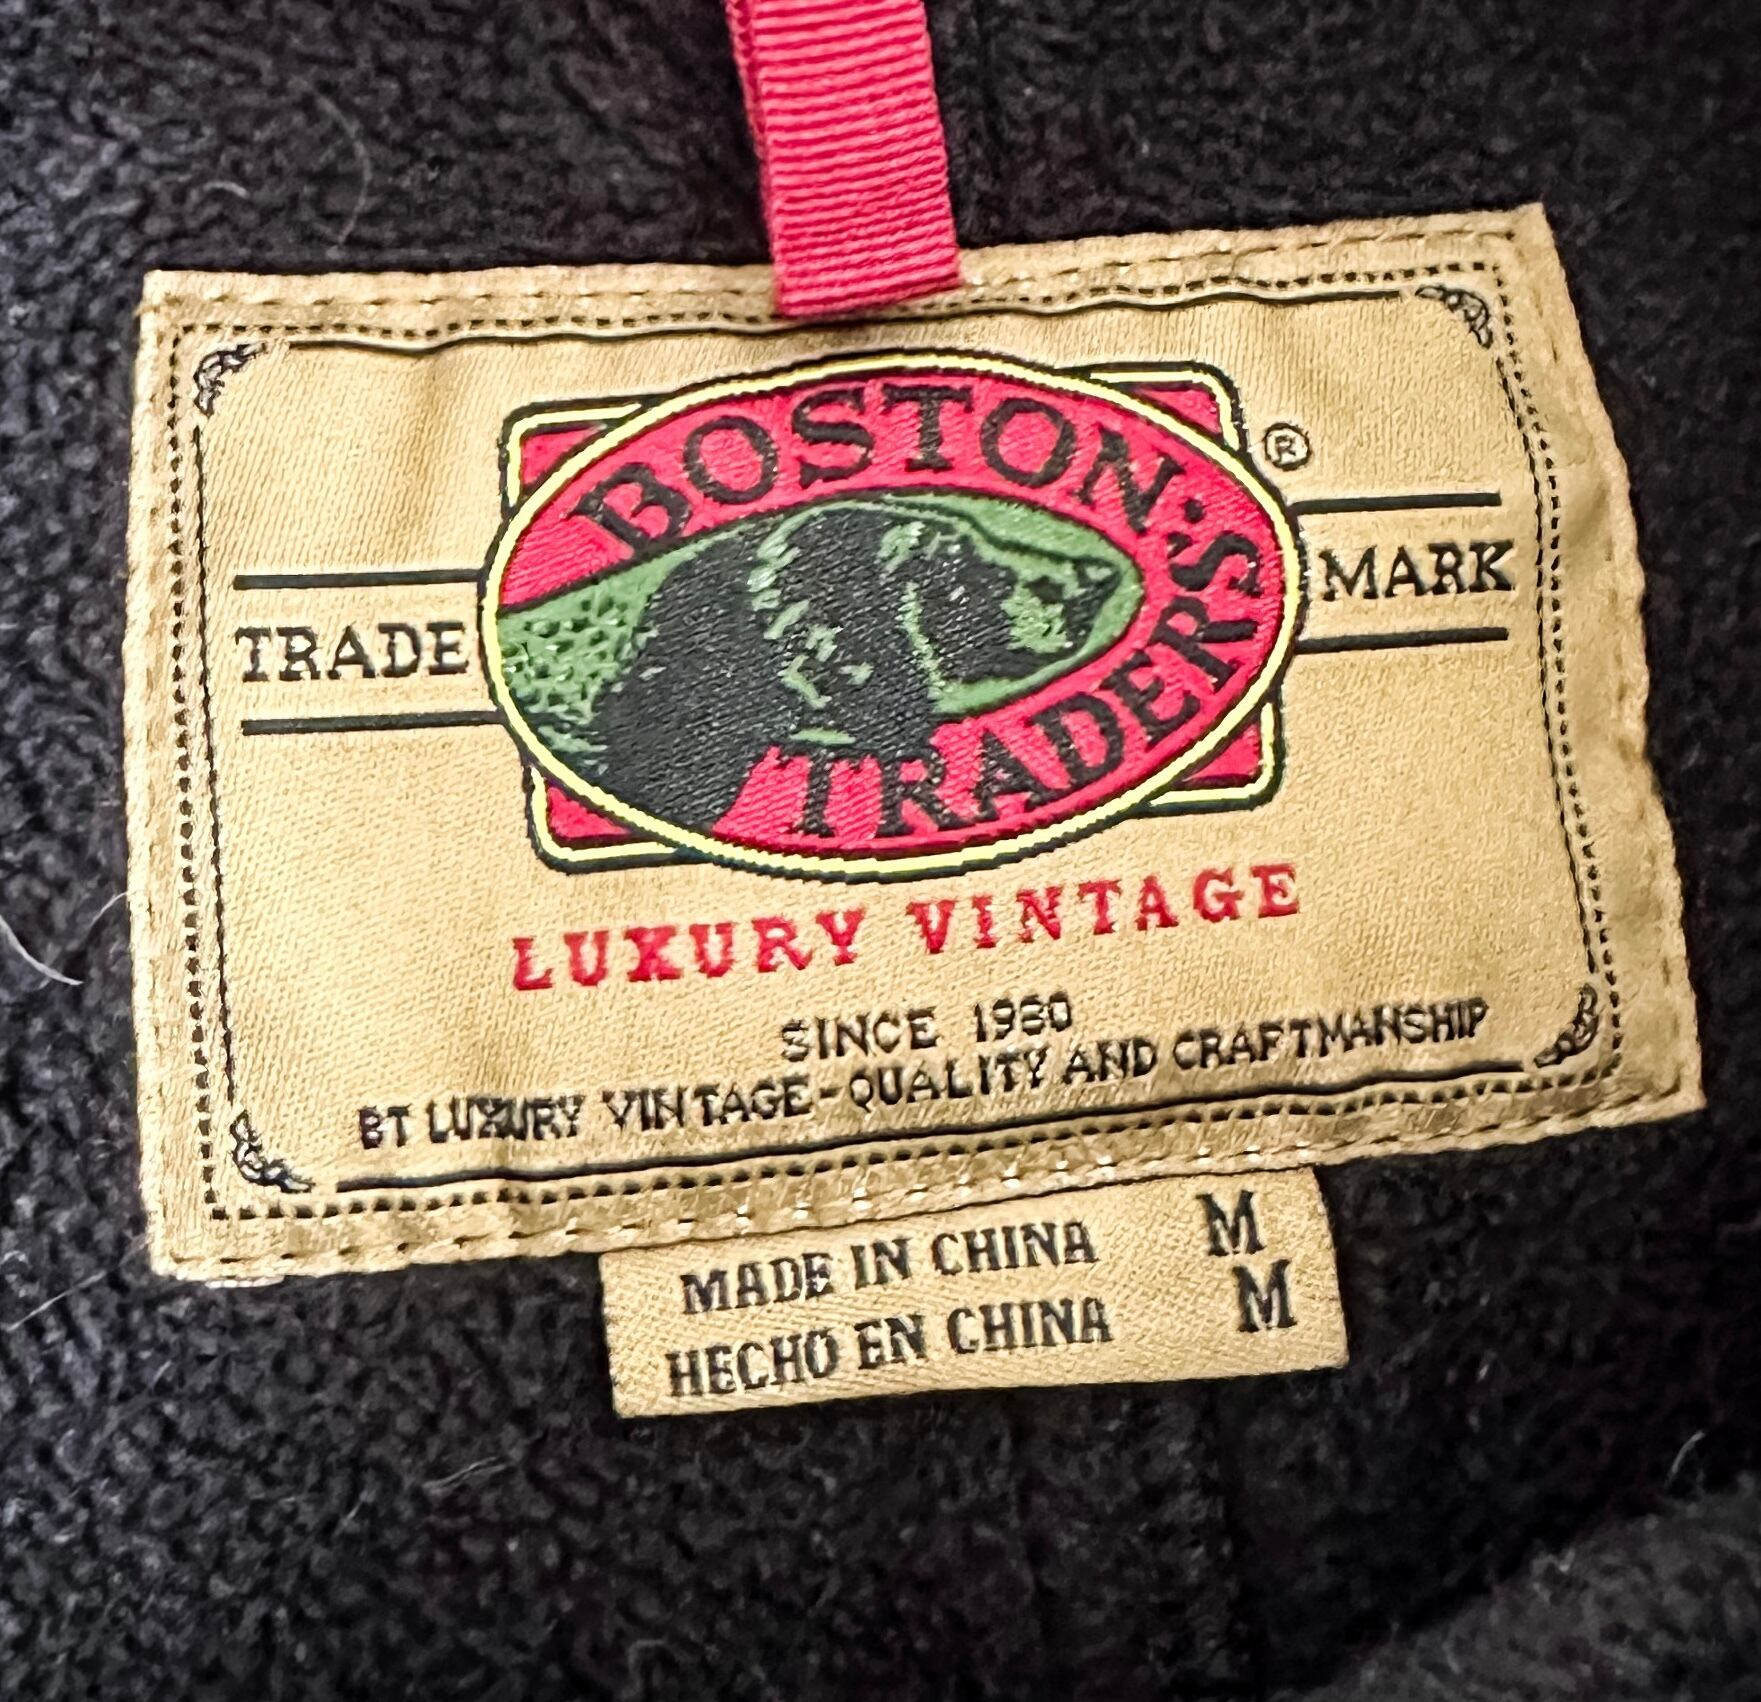 BOSTON:S
TRADERS
®
TRADE
MARK
LUXURY VINTAGE
SINCE 1980
BT LUXURY VINTAGE-QUALITY AND CRAFTMANSHIP
MADE IN CHINA M
HECHO EN CHINA M